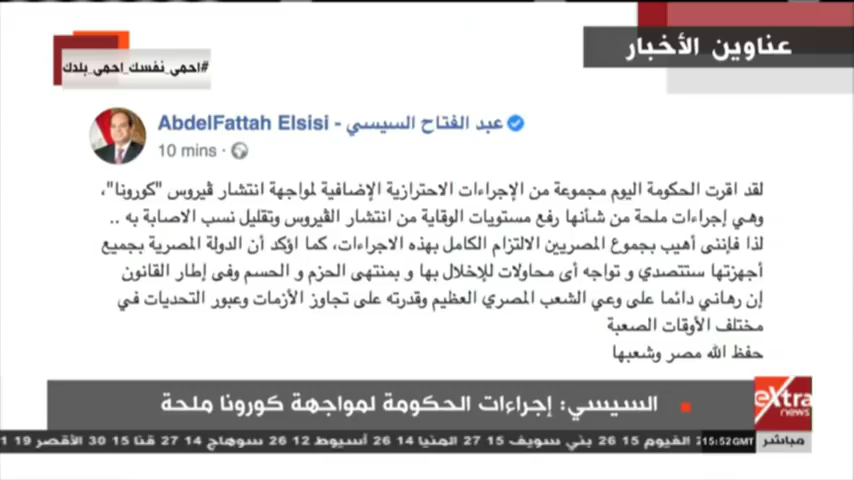 عناوين الأخبار
#احمى_نفسك_احمى_بلدك
AbdelFattah Elsisi - عبد الفتاح السيسي
10 mins ·
لقد اقرت الحكومة اليوم مجموعة من الإجراءات الاحترازية الإضافية لمواجهة انتشار ڤيروس "كورونا"،
وهي إجراءات ملحة من شأنها رفع مستويات الوقاية من انتشار الڤيروس وتقليل نسب الاصابة به ..
لذا فإننى أهيب بجموع المصريين الالتزام الكامل بهذه الاجراءات، كما اؤكد أن الدولة المصرية بجميع
أجهزتها ستتصدي و تواجه أى محاولات للإخلال بها و بمنتهى الحزم و الحسم وفى إطار القانون
إن رهاني دائما على وعي الشعب المصري العظيم وقدرته على تجاوز الأزمات وعبور التحديات في
مختلف الأوقات الصعبة
حفظ الله مصر وشعبها
السيسي: إجراءات الحكومة لمواجهة كورونا ملحة
eXtra
news
مباشر
15:52GMT
الفيوم 15 26 بني سويف 15 27 المنيا 14 26 أسيوط 12 26 سوهاج 14 27 قنا 15 30 الأقصر 19